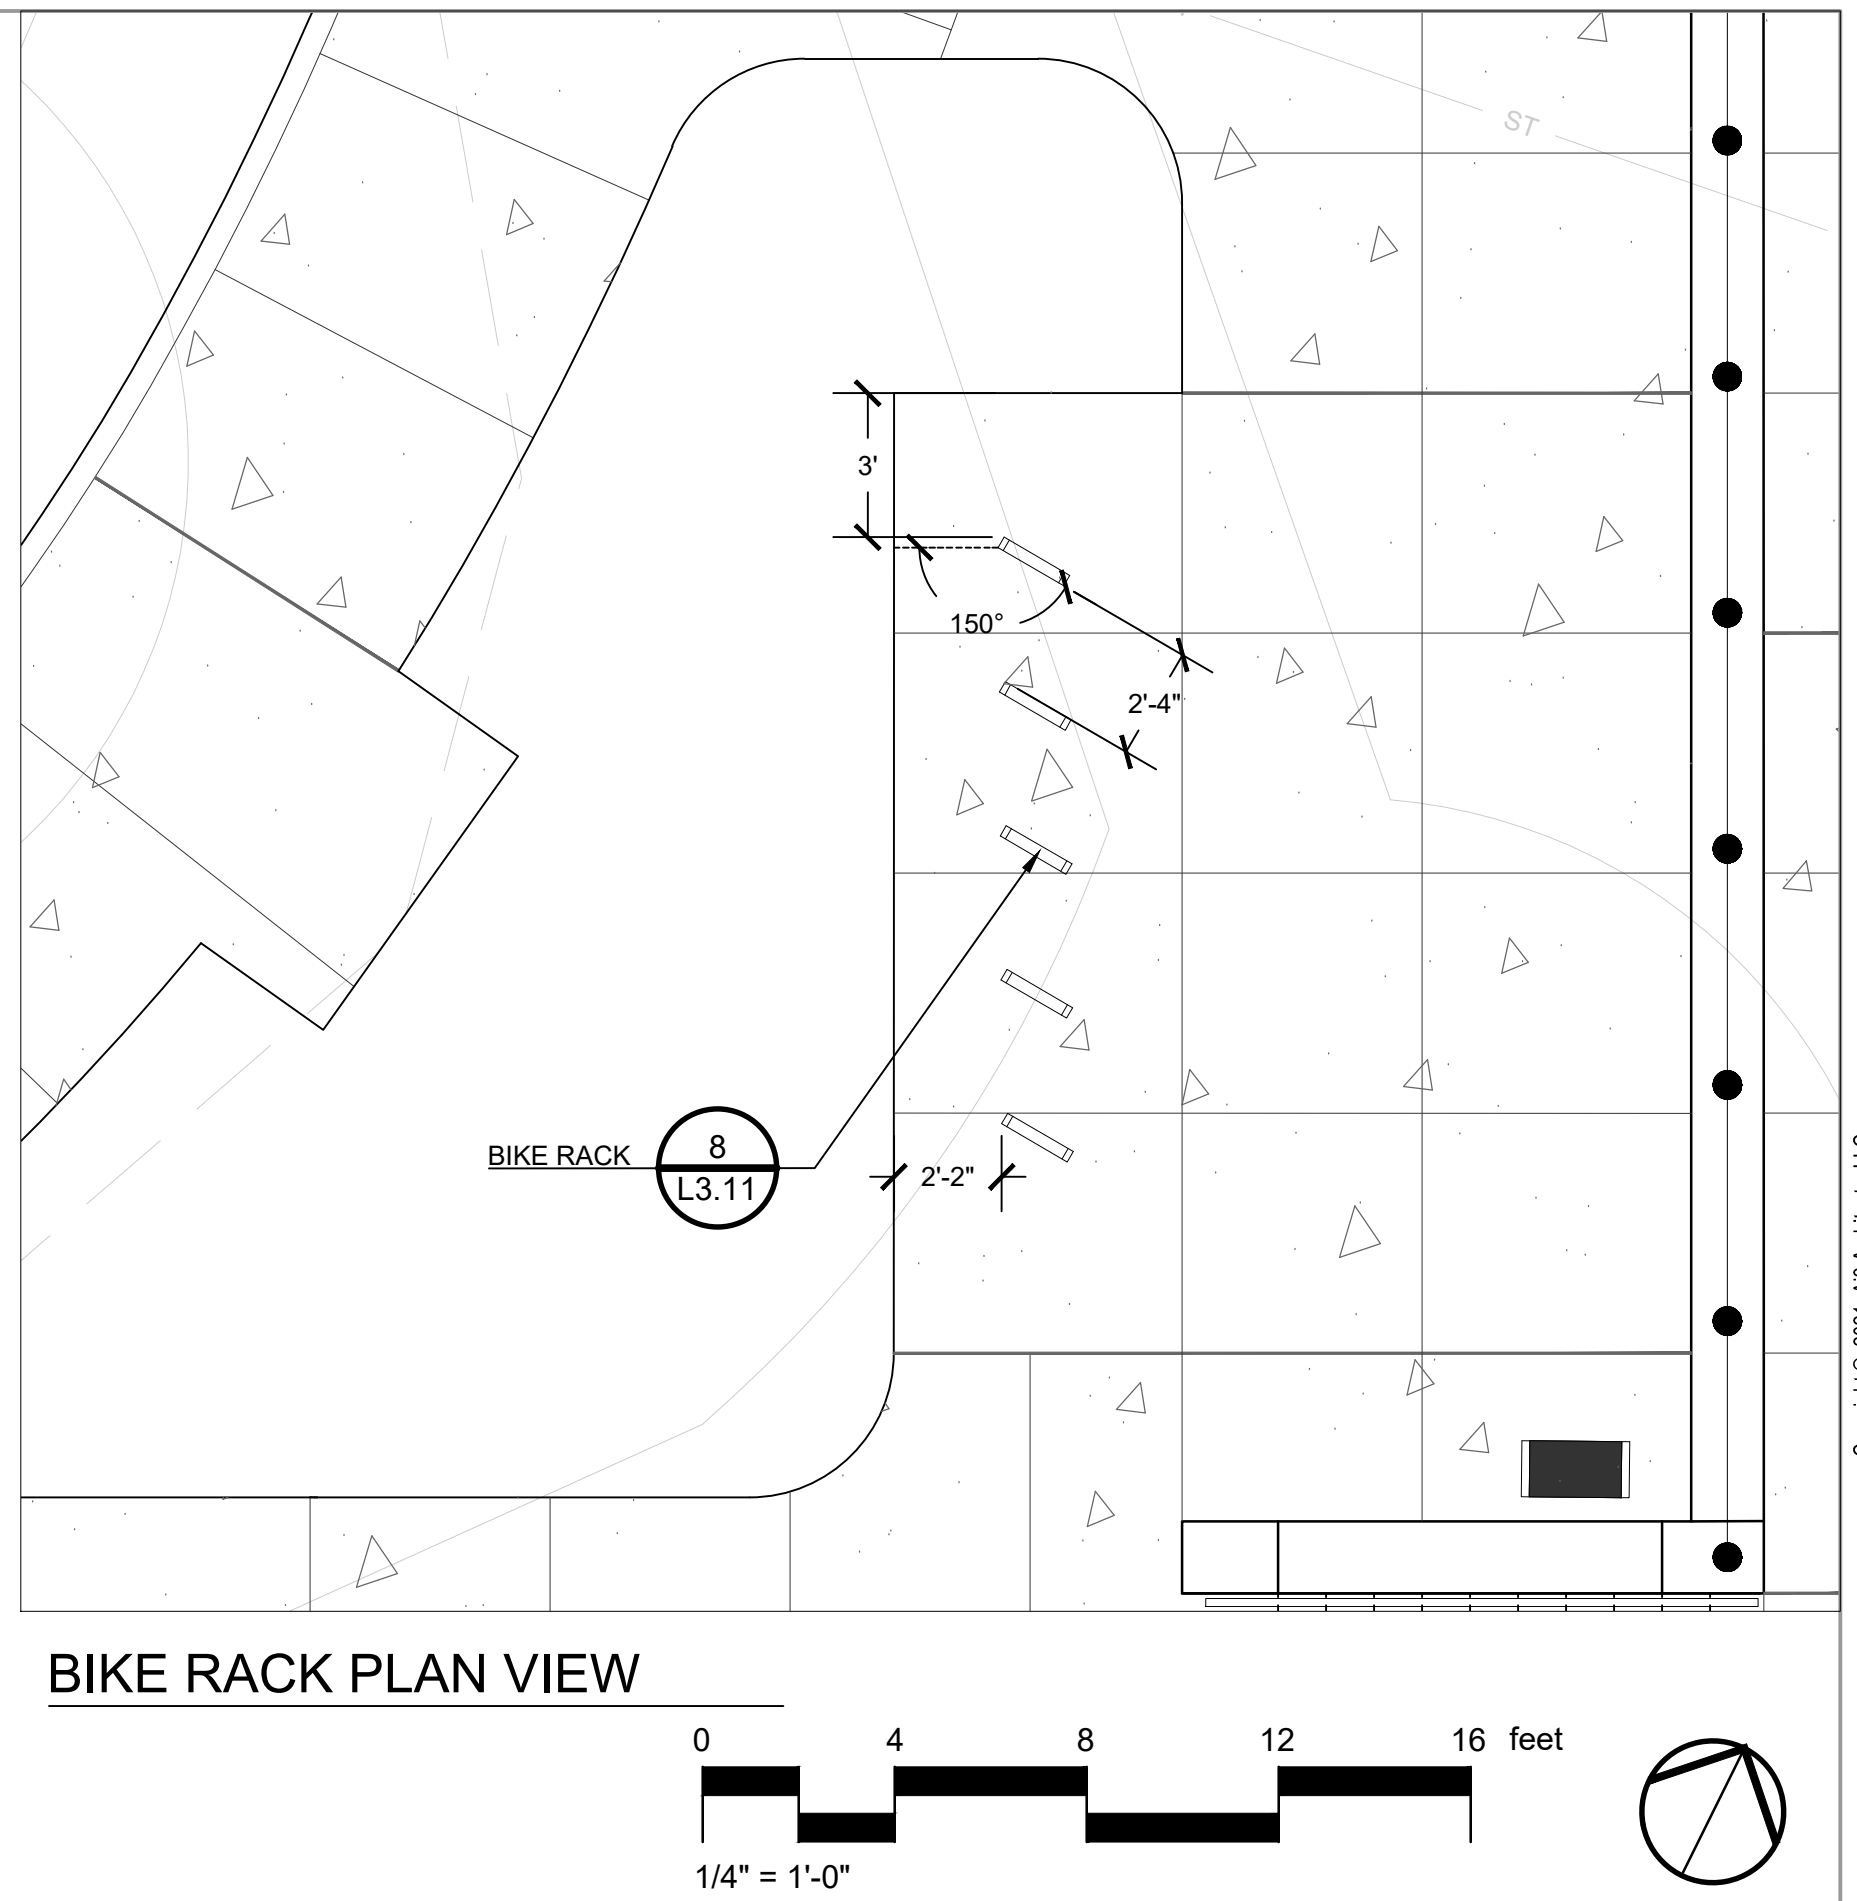 ST
3'
150°
2'-4"
BIKE RACK
8
L3.11
2'-2"
BIKE RACK PLAN VIEW
0 4 8 12 16 feet
1/4" = 1'-0"